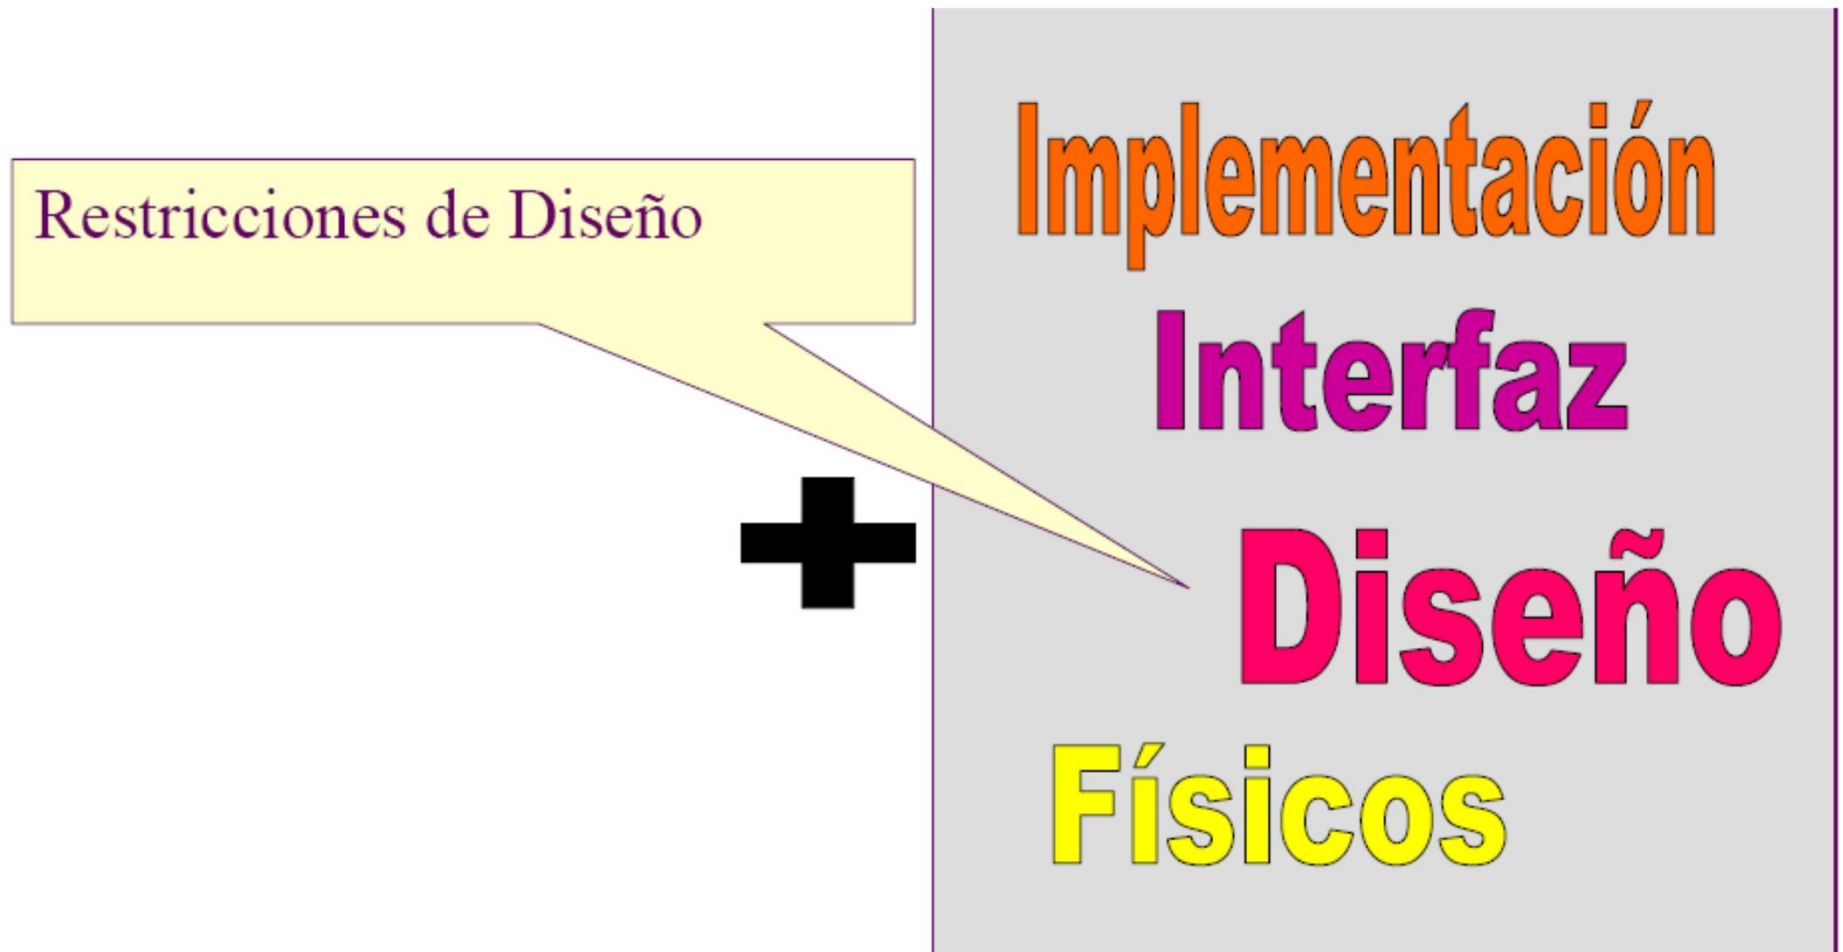 Restricciones de Diseño
Implementación
Interfaz
Diseño
Físicos